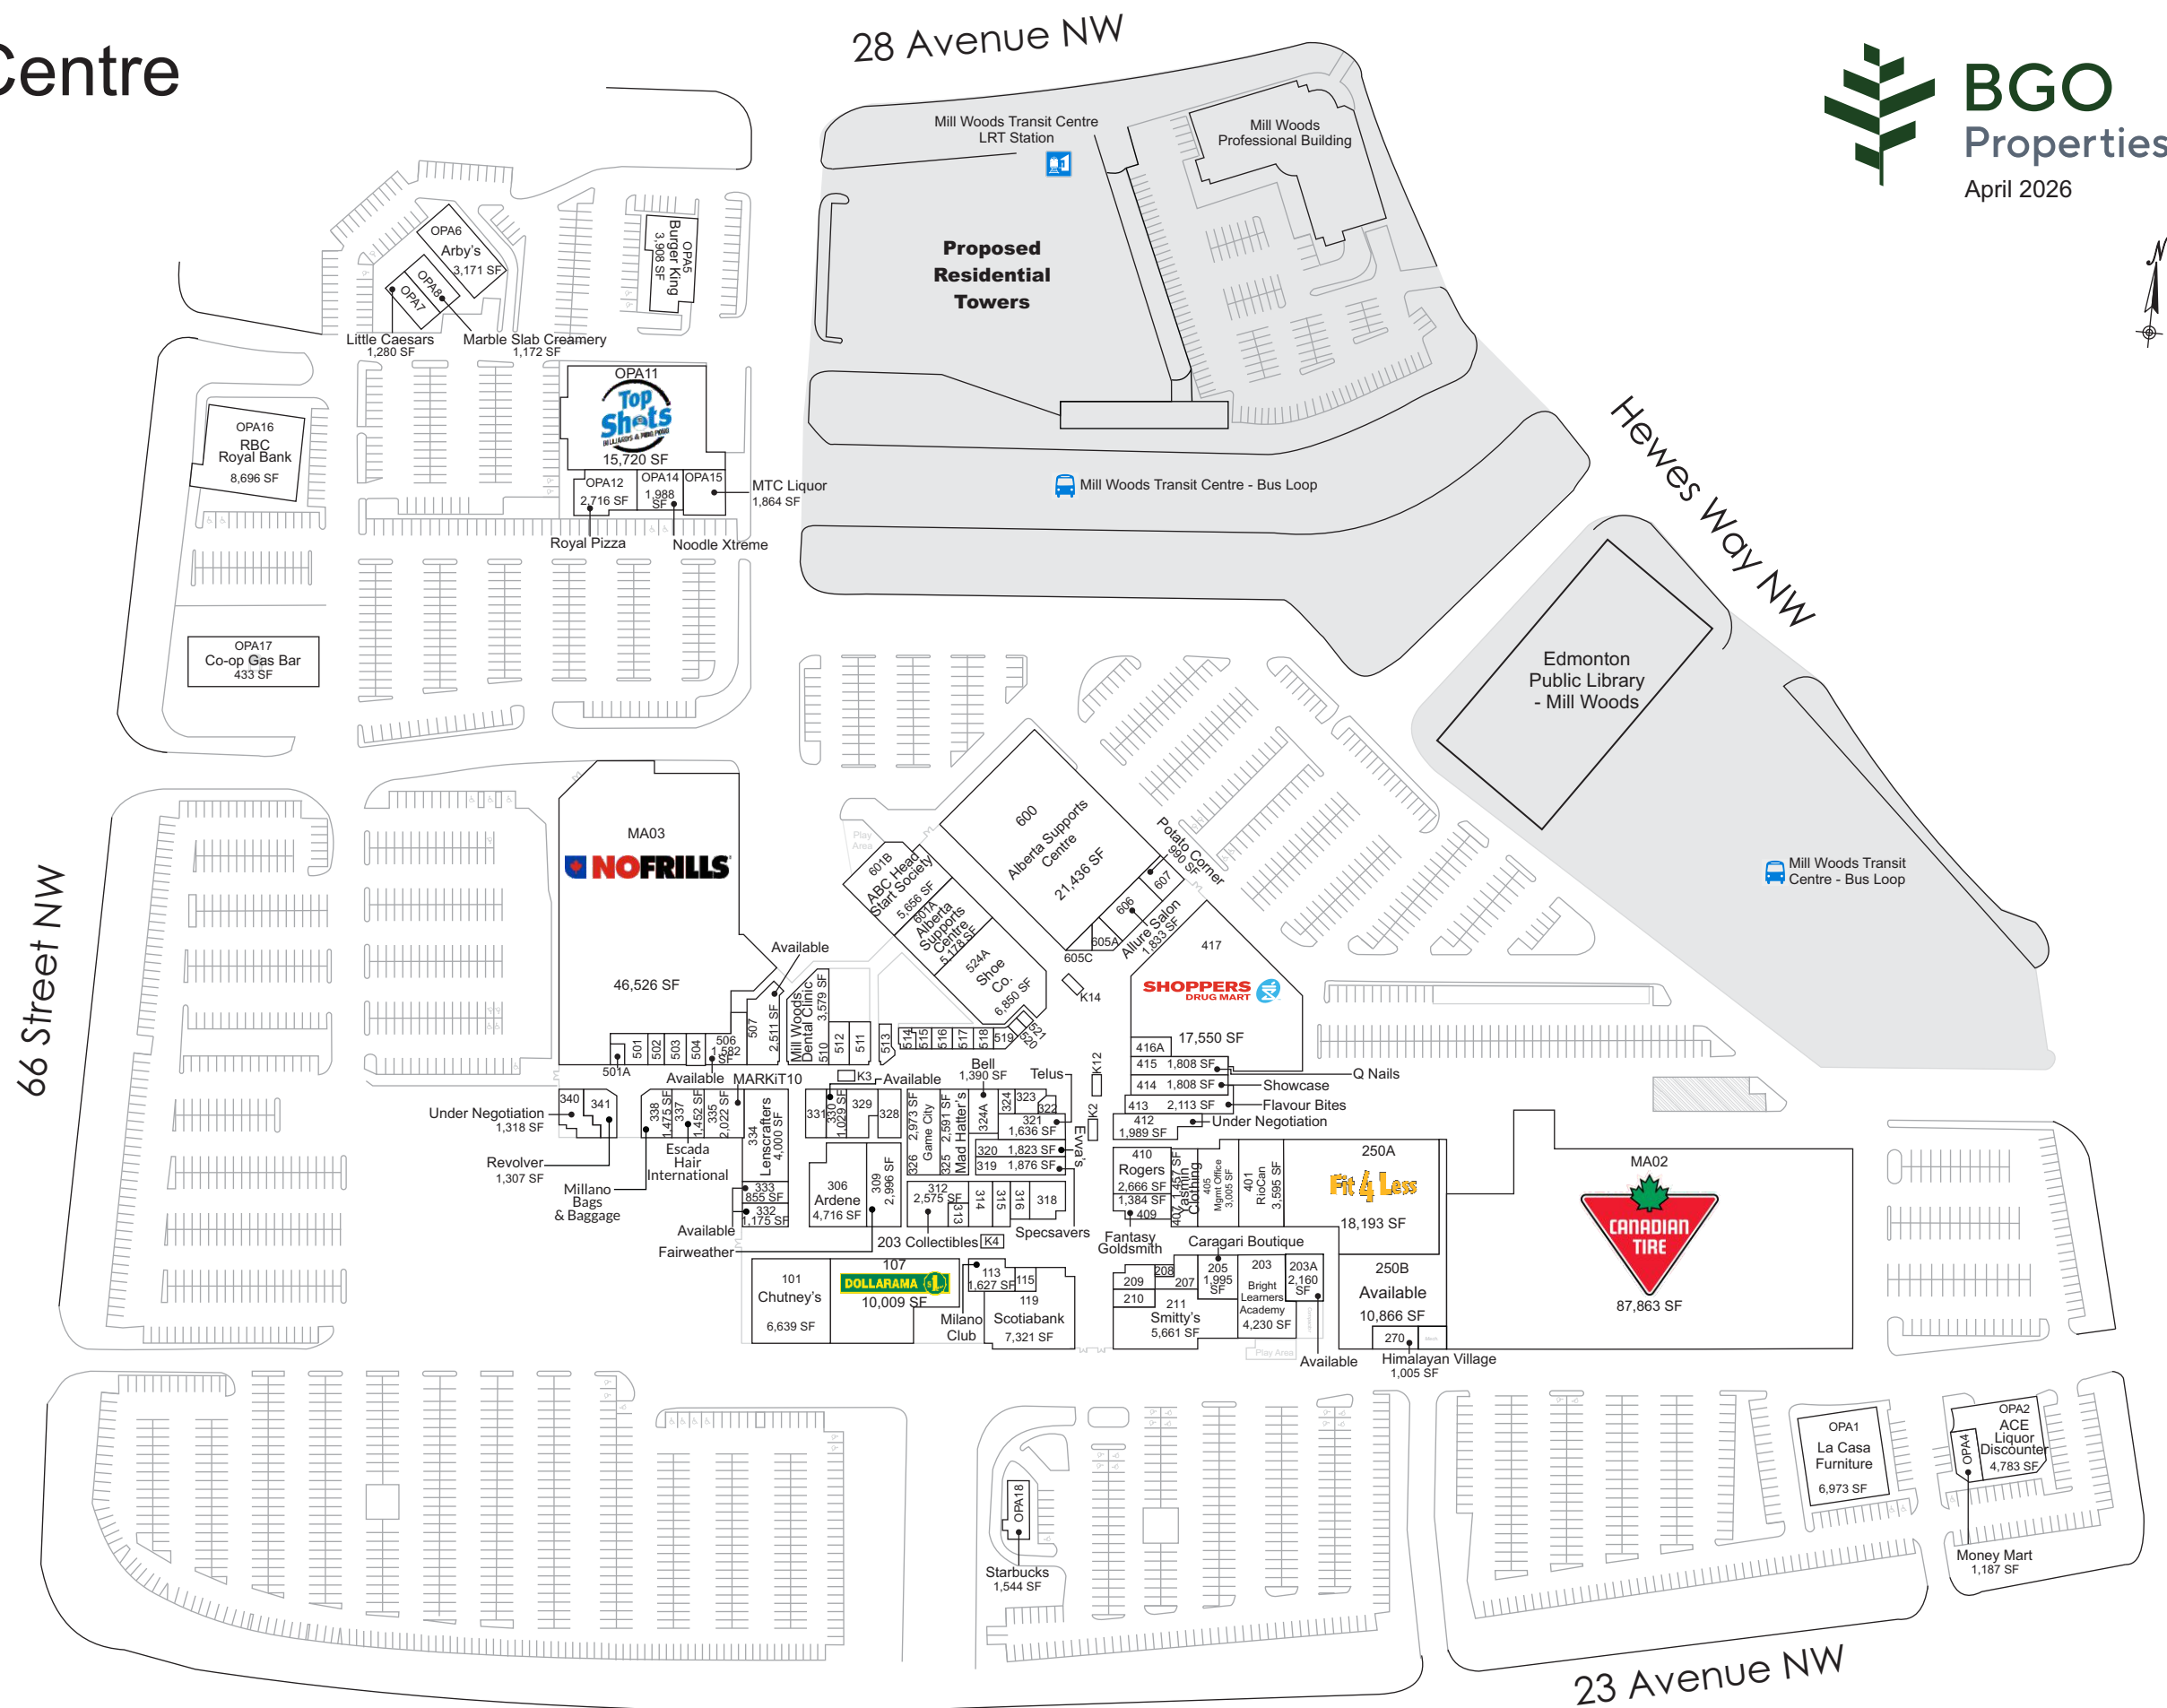 Centre
28 Avenue NW
BGO
Properties
April 2026
N
Mill Woods Transit Centre
LRT Station
Mill Woods
Professional Building
Proposed
Residential
Towers
OPA6
Arby's
3,171 SF
OPA8
OPA7
OPA5
Burger King
3,908 SF
Little Caesars
1,280 SF
Marble Slab Creamery
1,172 SF
OPA11
Top
Shots
BILLIARDS & PING PONG
15,720 SF
OPA12
2,716 SF
OPA14
1,988
SF
OPA15
MTC Liquor
1,864 SF
Royal Pizza
Noodle Xtreme
OPA16
RBC
Royal Bank
8,696 SF
OPA17
Co-op Gas Bar
433 SF
Mill Woods Transit Centre - Bus Loop
Hewes Way NW
Edmonton
Public Library
- Mill Woods
Mill Woods Transit
Centre - Bus Loop
66 Street NW
MA03
NOFRILLS
46,526 SF
Play
Area
600
Alberta Supports
Centre
21,436 SF
Potato Corner
990 SF
607
606
Allure Salon
1,833 SF
605A
605C
601B
ABC Head
Start Society
5,656 SF
601A
Alberta
Supports
Centre
5,178 SF
524A
Shoe
Co.
6,850 SF
K14
417
SHOPPERS
DRUG MART
17,550 SF
416A
415 1,808 SF
414 1,808 SF
413 2,113 SF
412
1,989 SF
Q Nails
Showcase
Flavour Bites
Under Negotiation
Available
501A
501
502
503
504
506
1,582
SF
507
2,511 SF
Mill Woods
Dental Clinic
510 3,579 SF
512
511
513
514
515
516
517
518
519
520
521
Available
MARKiT10
K3
Available
Bell
1,390 SF
Telus
K12
K2
340
341
Under Negotiation
1,318 SF
Revolver
1,307 SF
338
1,475 SF
337
1,452 SF
335
2,022 SF
334
Lenscrafters
4,000 SF
Escada
Hair
International
Millano
Bags
& Baggage
333
855 SF
332
1,175 SF
Available
Fairweather
331
330
1,029 SF
329
328
306
Ardene
4,716 SF
309
2,996 SF
326
Game City
2,973 SF
325
Mad Hatter's
2,591 SF
324A
324
323
322
321
1,636 SF
320 1,823 SF
319 1,876 SF
Evva's
312
2,575 SF
313
314
315
316
318
Specsavers
203 Collectibles
K4
410
Rogers
2,666 SF
1,384 SF
409
Fantasy
Goldsmith
407 1,457 SF
Yasmin
Clothing
405
Mgmt Office
3,005 SF
401
RioCan
3,595 SF
250A
Fit 4 Less
18,193 SF
MA02
CANADIAN
TIRE
87,863 SF
Caragari Boutique
101
Chutney's
6,639 SF
107
DOLLARAMA
10,009 SF
113
1,627 SF
115
Milano
Club
119
Scotiabank
7,321 SF
208
209
210
207
205
1,995
SF
211
Smitty's
5,661 SF
203
Bright
Learners
Academy
4,230 SF
203A
2,160
SF
250B
Available
10,866 SF
270
Play Area
Available
Himalayan Village
1,005 SF
OPA18
Starbucks
1,544 SF
OPA1
La Casa
Furniture
6,973 SF
OPA2
ACE
Liquor
Discounter
4,783 SF
OPA4
Money Mart
1,187 SF
23 Avenue NW